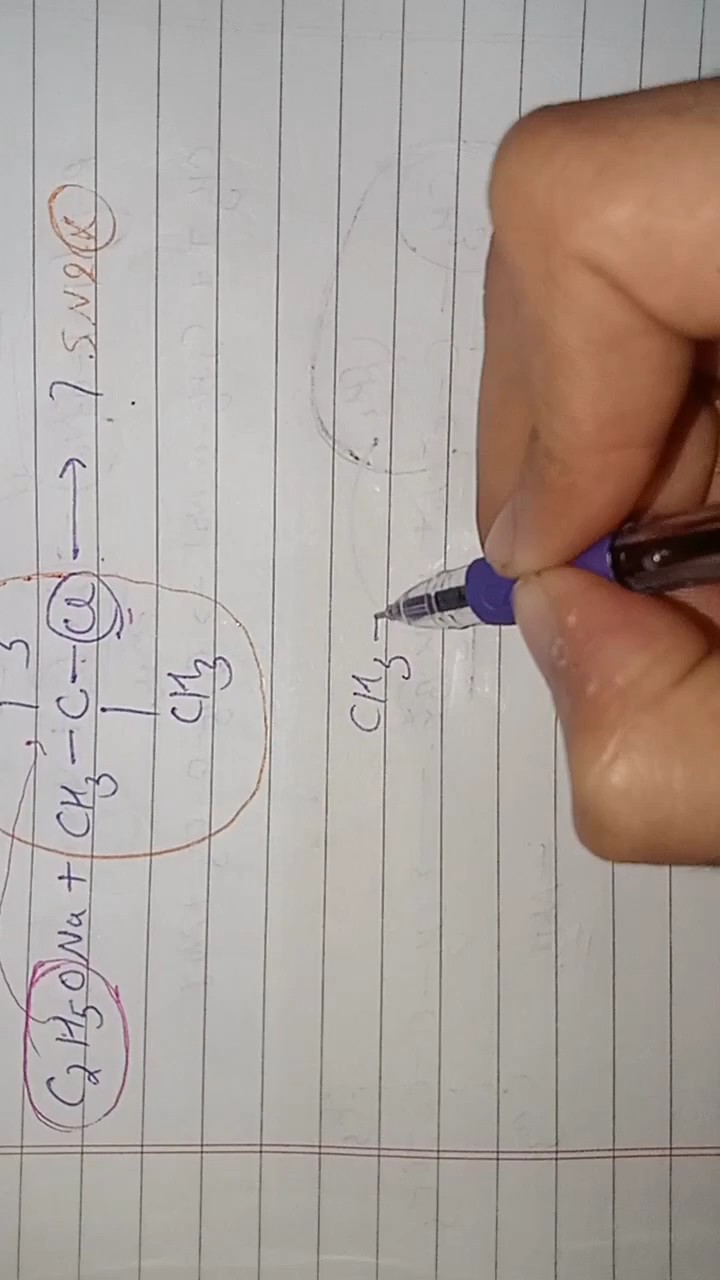 C₂H₅ONa + CH₃ — C — Cl ⟶ ? SN2 X
CH₃
CH₃ —